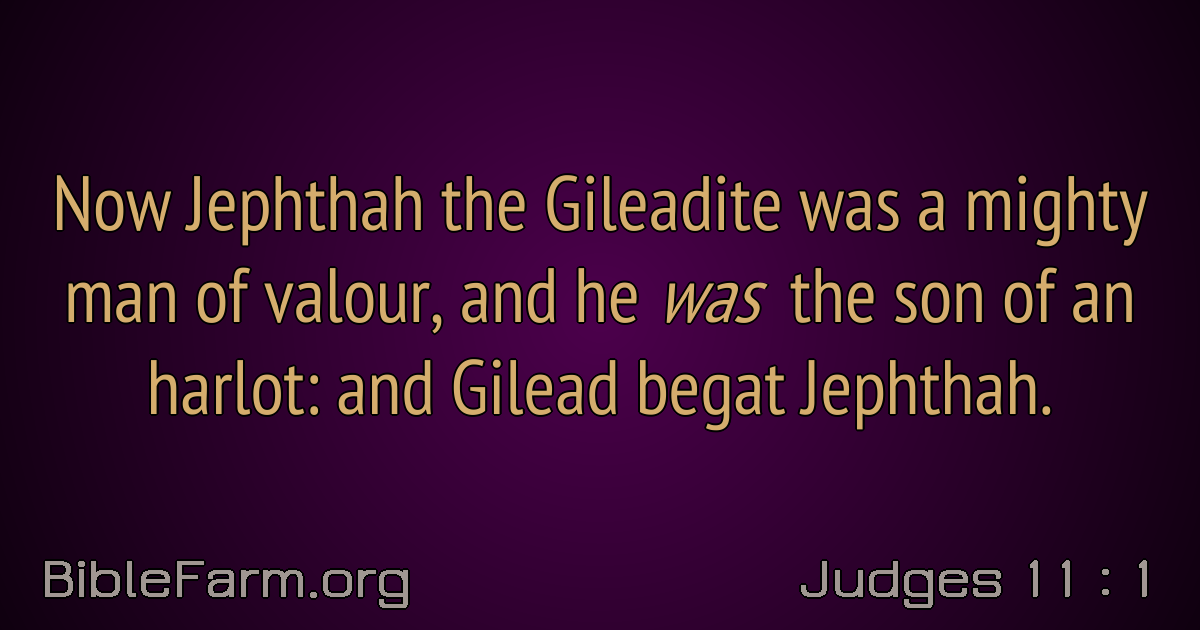 Now Jephthah the Gileadite was a mighty
man of valour, and he was the son of an
harlot: and Gilead begat Jephthah.
BibleFarm.org
Judges 11 : 1